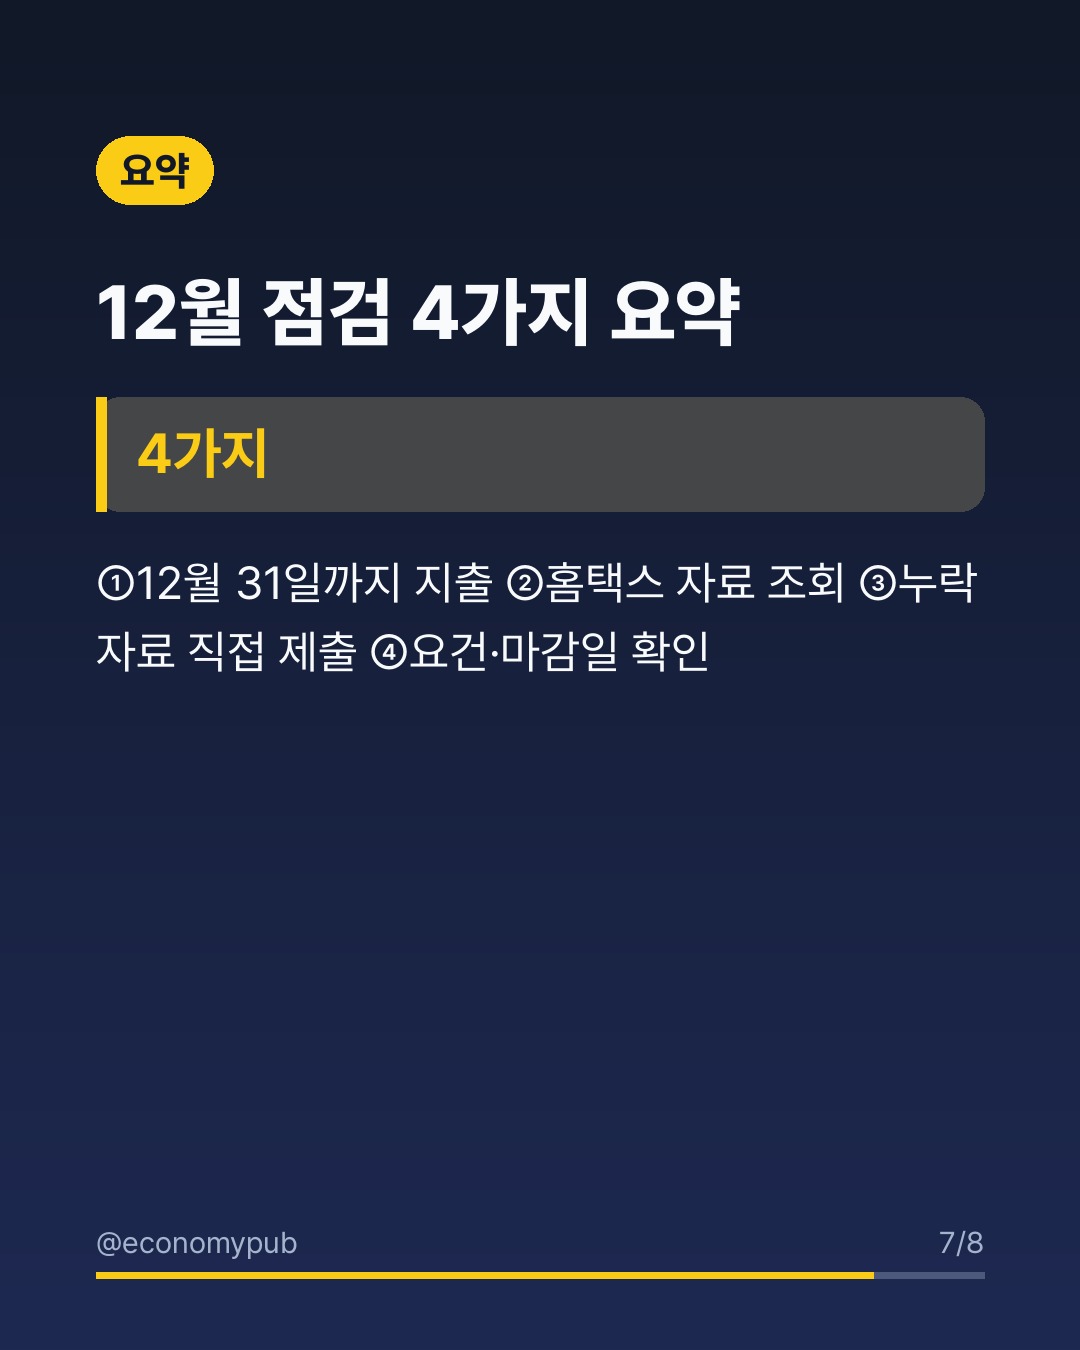 요약
12월 점검 4가지 요약
4가지
①12월 31일까지 지출 ②홈택스 자료 조회 ③누락
자료 직접 제출 ④요건·마감일 확인
@economypub
7/8